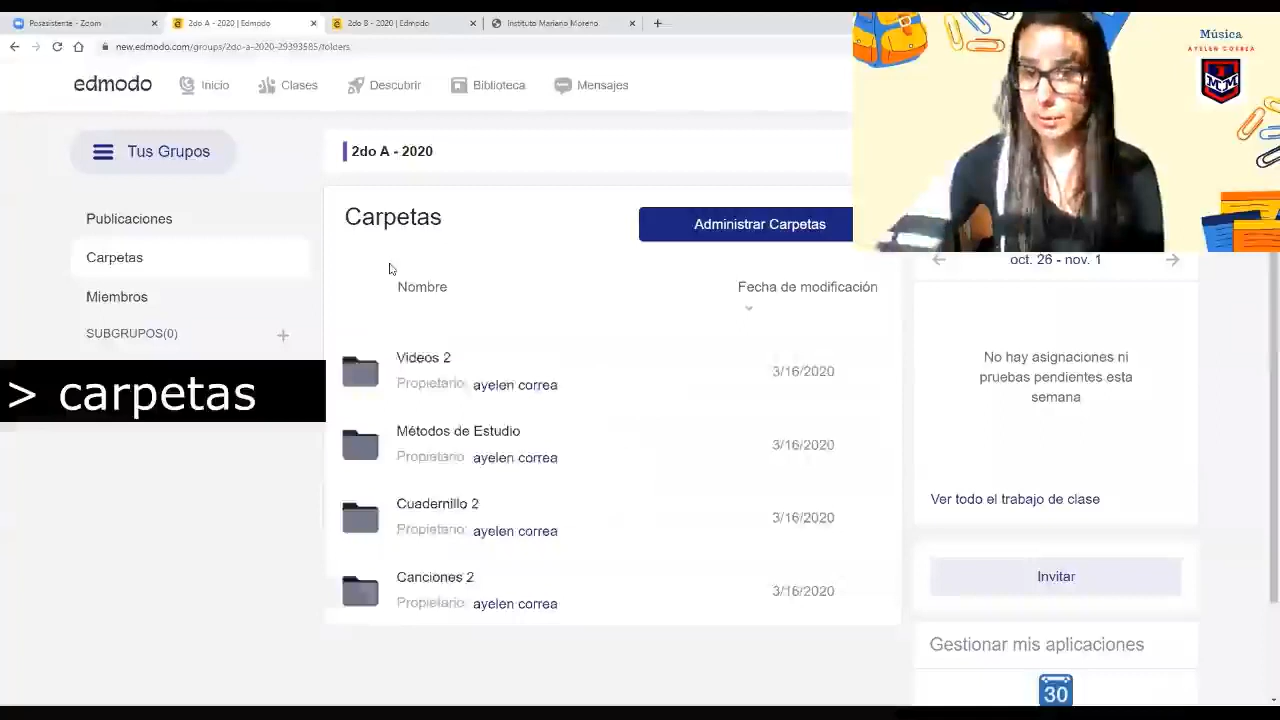 Posasistente - Zoom
2do A - 2020 | Edmodo
2do B - 2020 | Edmodo
Instituto Mariano Moreno
new.edmodo.com/groups/2do-a-2020-29393585/folders
Música
AYELEN CORREA
edmodo
Inicio
Clases
Descubrir
Biblioteca
Mensajes
Tus Grupos
2do A - 2020
Publicaciones
Carpetas
Miembros
SUBGRUPOS(0)
> carpetas
Carpetas
Administrar Carpetas
Nombre
Fecha de modificación
Videos 2
Propietario ayelen correa
3/16/2020
Métodos de Estudio
Propietario ayelen correa
3/16/2020
Cuadernillo 2
Propietario: ayelen correa
3/16/2020
Canciones 2
Propietario ayelen correa
3/16/2020
oct. 26 - nov. 1
No hay asignaciones ni
pruebas pendientes esta
semana
Ver todo el trabajo de clase
Invitar
Gestionar mis aplicaciones
30